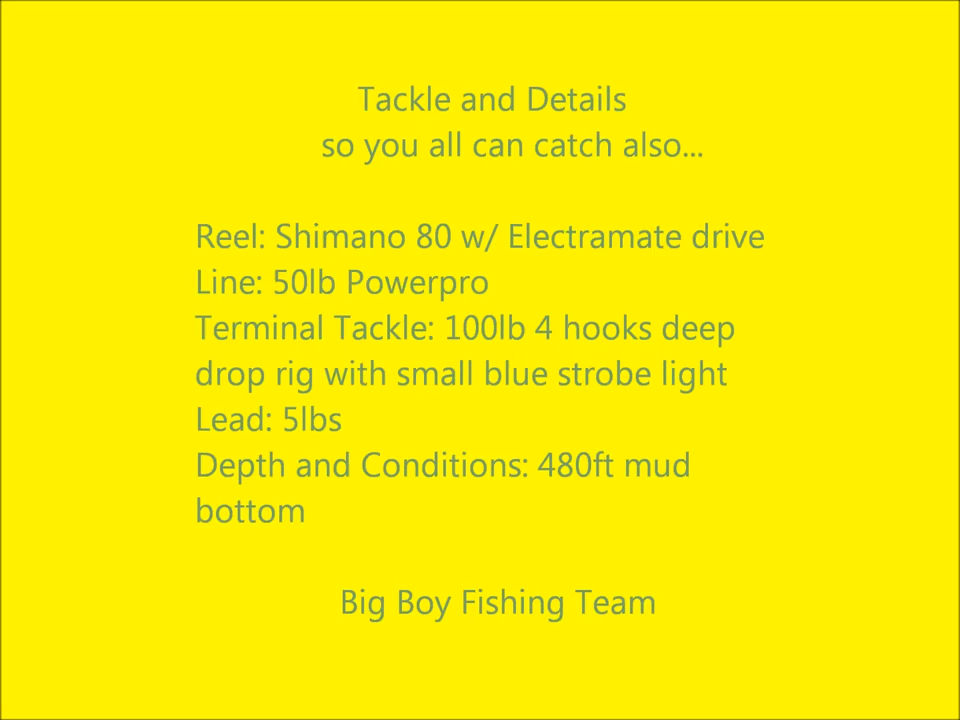 Tackle and Details
so you all can catch also...
Reel: Shimano 80 w/ Electramate drive
Line: 50lb Powerpro
Terminal Tackle: 100lb 4 hooks deep
drop rig with small blue strobe light
Lead: 5lbs
Depth and Conditions: 480ft mud
bottom
Big Boy Fishing Team